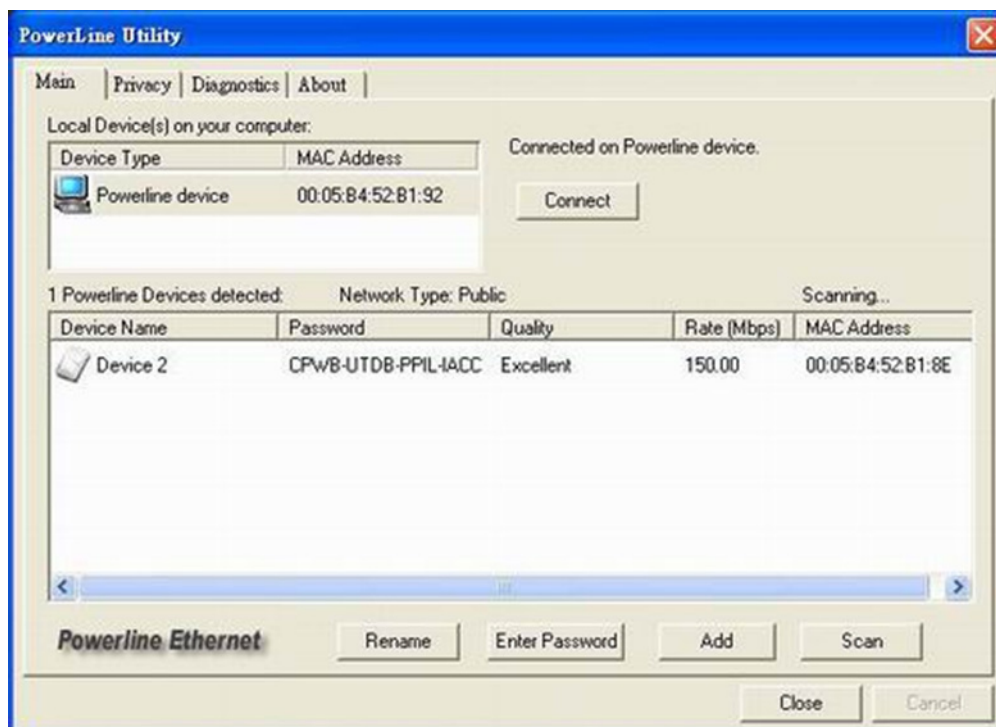 PowerLine Utility
Main Privacy Diagnostics About
Local Device(s) on your computer:
Device Type MAC Address
Powerline device 00:05:B4:52:B1:92
Connected on Powerline device.
Connect
1 Powerline Devices detected: Network Type: Public Scanning...
Device Name Password Quality Rate (Mbps) MAC Address
Device 2 CPWB-UTDB-PPIL-IACC Excellent 150.00 00:05:B4:52:B1:8E
Powerline Ethernet Rename Enter Password Add Scan
Close Cancel